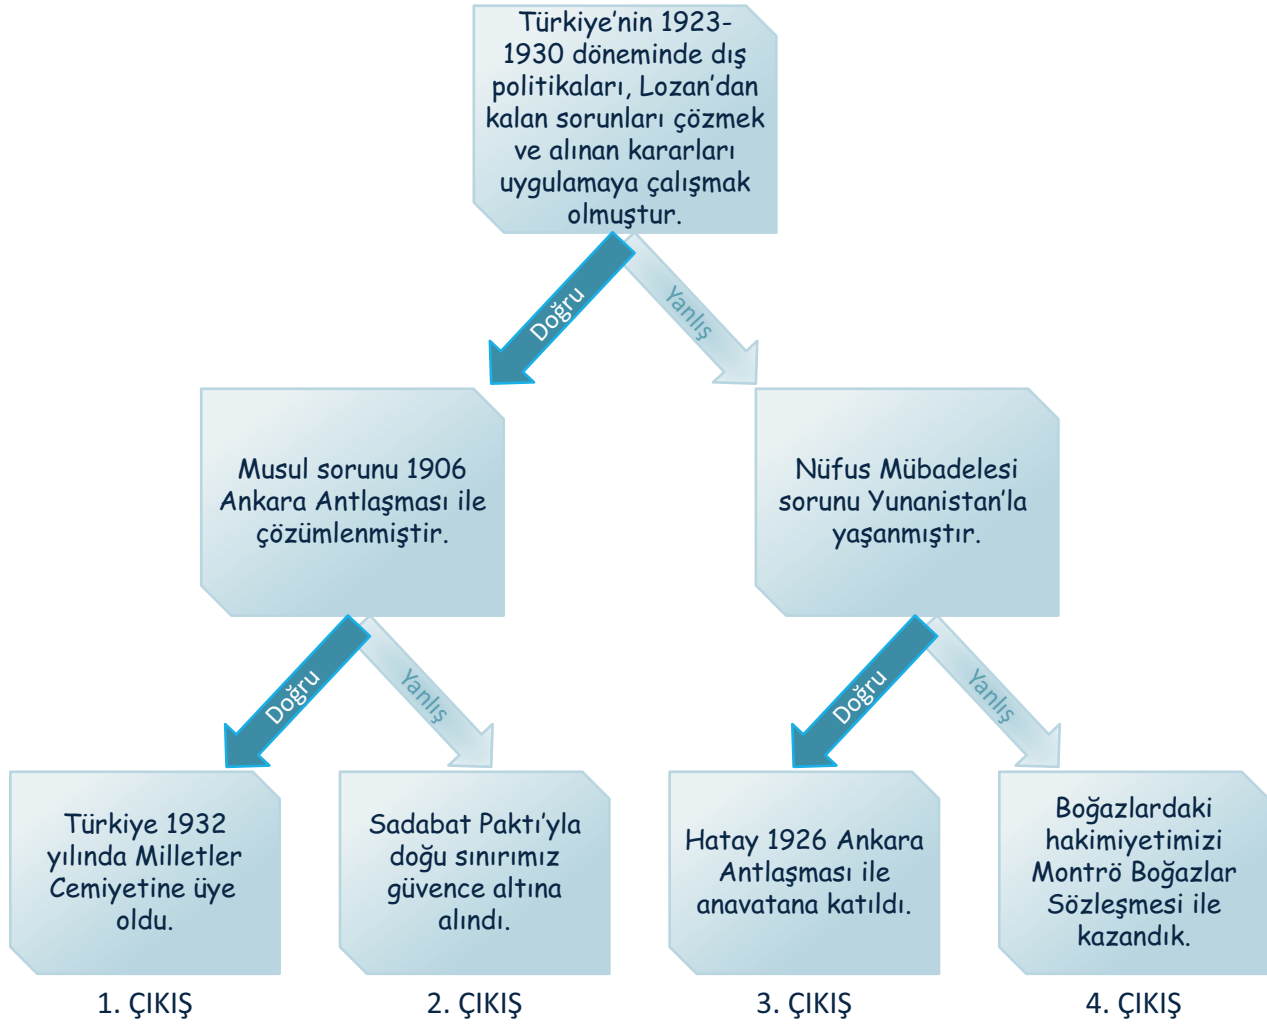 Türkiye’nin 1923-
1930 döneminde dış
politikaları, Lozan’dan
kalan sorunları çözmek
ve alınan kararları
uygulamaya çalışmak
olmuştur.
Doğru
Yanlış
Musul sorunu 1906
Ankara Antlaşması ile
çözümlenmiştir.
Nüfus Mübadelesi
sorunu Yunanistan’la
yaşanmıştır.
Doğru
Yanlış
Doğru
Yanlış
Türkiye 1932
yılında Milletler
Cemiyetine üye
oldu.
Sadabat Paktı’yla
doğu sınırımız
güvence altına
alındı.
Hatay 1926 Ankara
Antlaşması ile
anavatana katıldı.
Boğazlardaki
hakimiyetimizi
Montrö Boğazlar
Sözleşmesi ile
kazandık.
1. ÇIKIŞ
2. ÇIKIŞ
3. ÇIKIŞ
4. ÇIKIŞ